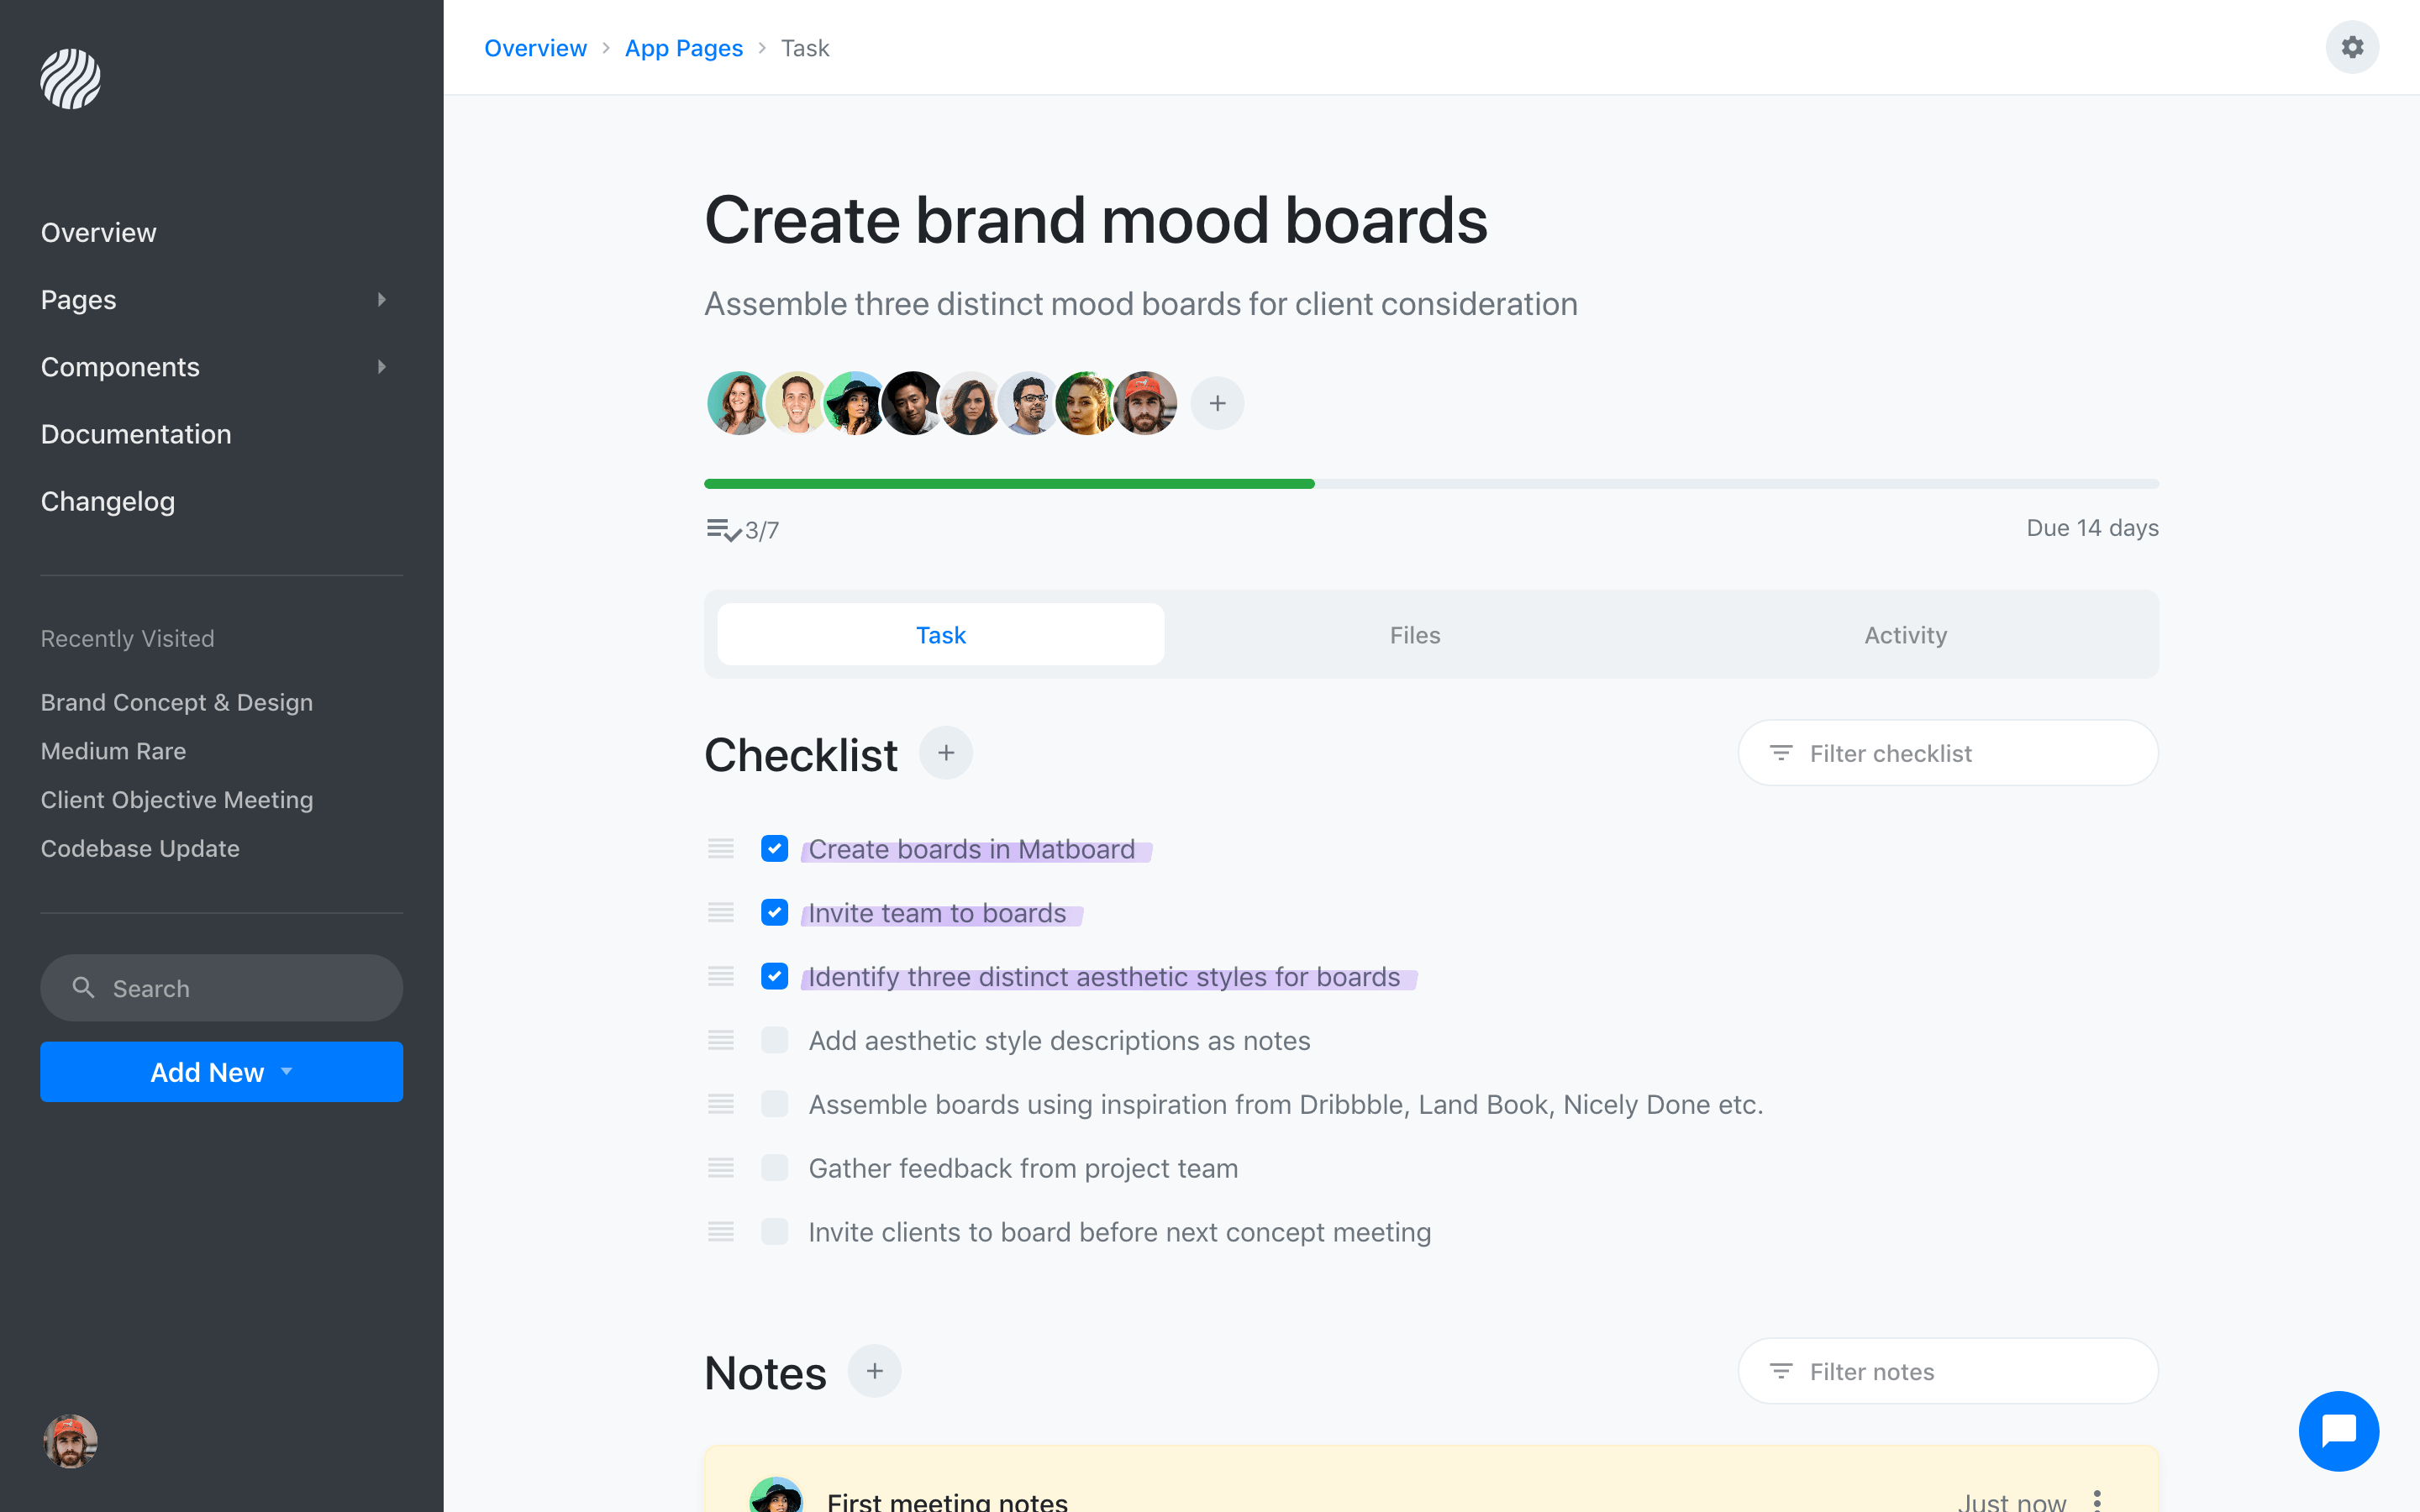 Overview
Pages
Components
Documentation
Changelog
Recently Visited
Brand Concept & Design
Medium Rare
Client Objective Meeting
Codebase Update
Search
Add New
Overview > App Pages > Task
Create brand mood boards
Assemble three distinct mood boards for client consideration
3/7
Due 14 days
Task
Files
Activity
Checklist
Filter checklist
Create boards in Matboard
Invite team to boards
Identify three distinct aesthetic styles for boards
Add aesthetic style descriptions as notes
Assemble boards using inspiration from Dribbble, Land Book, Nicely Done etc.
Gather feedback from project team
Invite clients to board before next concept meeting
Notes
Filter notes
First meeting notes
Just now